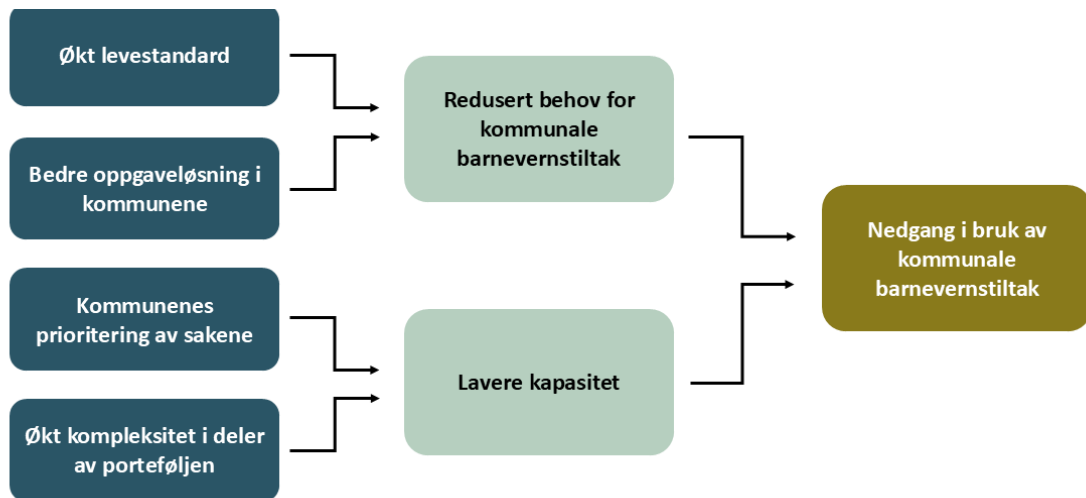 Økt levestandard
Bedre oppgaveløsning i
kommunene
Kommunenes
prioritering av sakene
Økt kompleksitet i deler
av porteføljen
Redusert behov for
kommunale
barnevernstiltak
Lavere kapasitet
Nedgang i bruk av
kommunale
barnevernstiltak